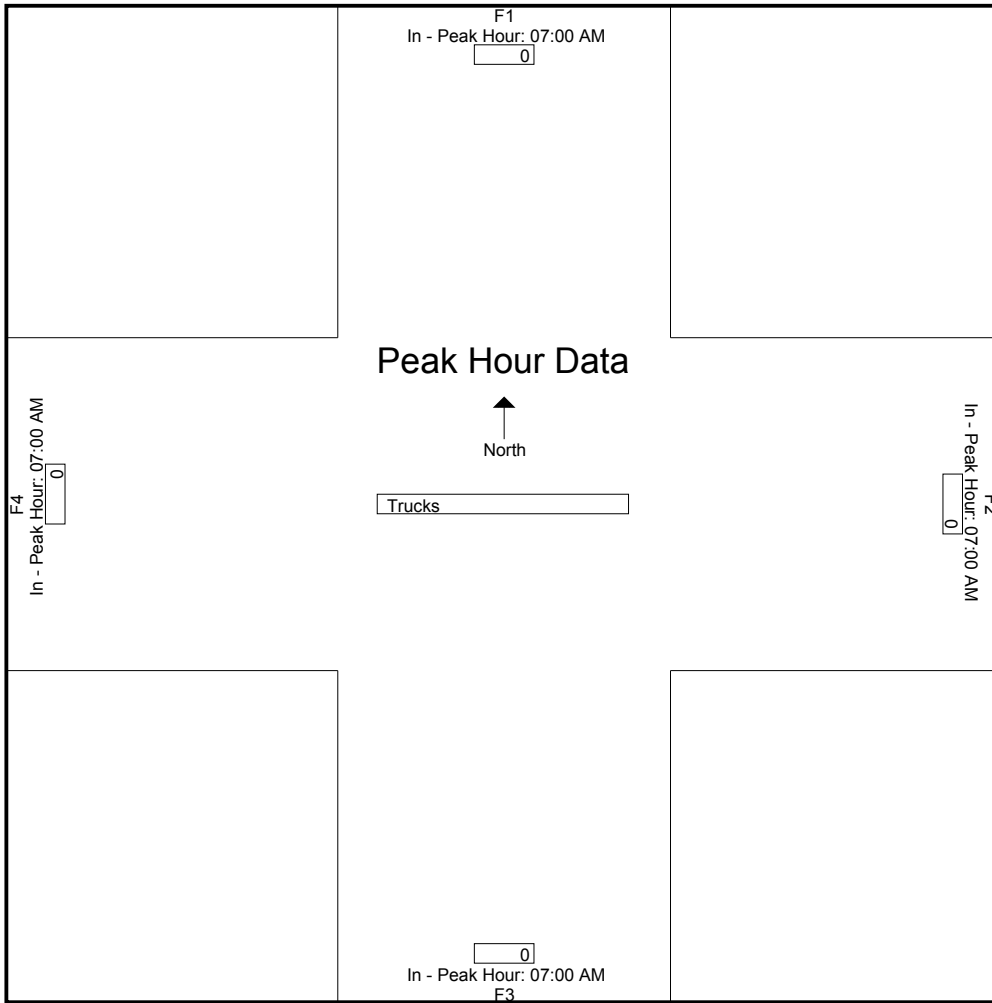 F1
In - Peak Hour: 07:00 AM
0
Peak Hour Data
North
Trucks
F4
In - Peak Hour: 07:00 AM
0
F2
In - Peak Hour: 07:00 AM
0
0
In - Peak Hour: 07:00 AM
F3